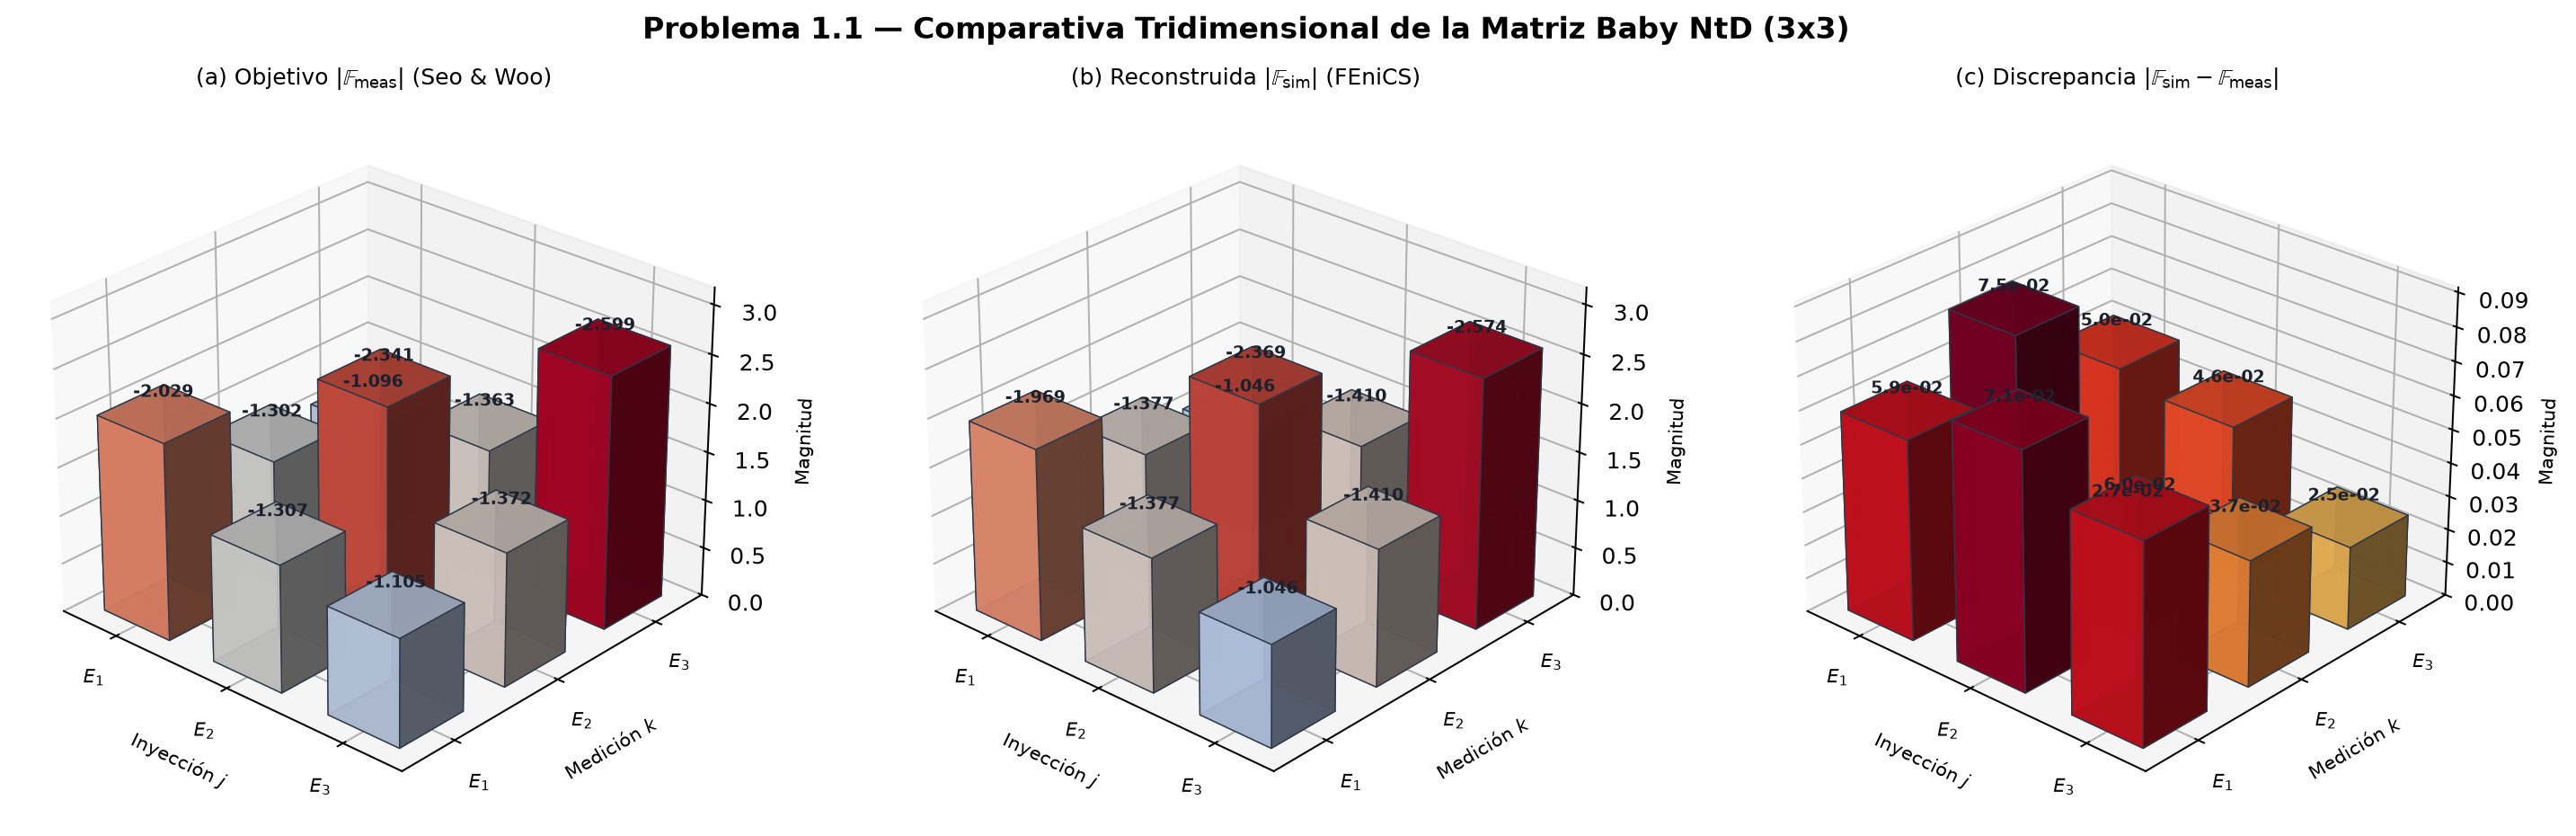 Problema 1.1 — Comparativa Tridimensional de la Matriz Baby NtD (3x3)
(a) Objetivo |𝔽meas| (Seo & Woo)
-2.029
-1.302
-2.341
-1.096
-1.363
-2.599
-1.307
-1.372
-1.105
3.0
2.5
2.0
1.5
1.0
0.5
0.0
Magnitud
E1
E2
E3
Inyección j
E1
E2
E3
Medición k
(b) Reconstruida |𝔽sim| (FEniCS)
-1.969
-1.377
-2.369
-1.046
-1.410
-2.574
-1.377
-1.410
-1.046
3.0
2.5
2.0
1.5
1.0
0.5
0.0
Magnitud
E1
E2
E3
Inyección j
E1
E2
E3
Medición k
(c) Discrepancia |𝔽sim − 𝔽meas|
7.5e-02
5.0e-02
5.9e-02
7.1e-02
4.6e-02
6.0e-02
2.7e-02
3.7e-02
2.5e-02
0.09
0.08
0.07
0.06
0.05
0.04
0.03
0.02
0.01
0.00
Magnitud
E1
E2
E3
Inyección j
E1
E2
E3
Medición k